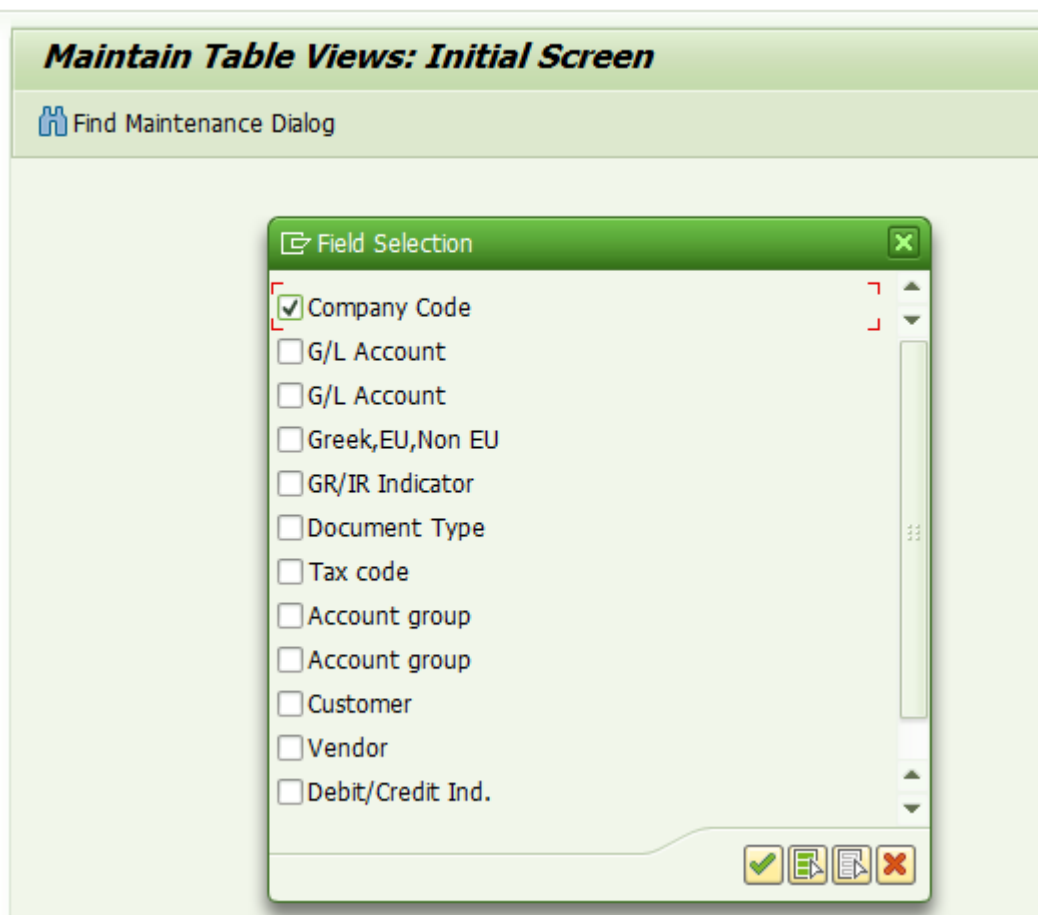 Maintain Table Views: Initial Screen
Find Maintenance Dialog
Field Selection
Company Code
G/L Account
G/L Account
Greek,EU,Non EU
GR/IR Indicator
Document Type
Tax code
Account group
Account group
Customer
Vendor
Debit/Credit Ind.